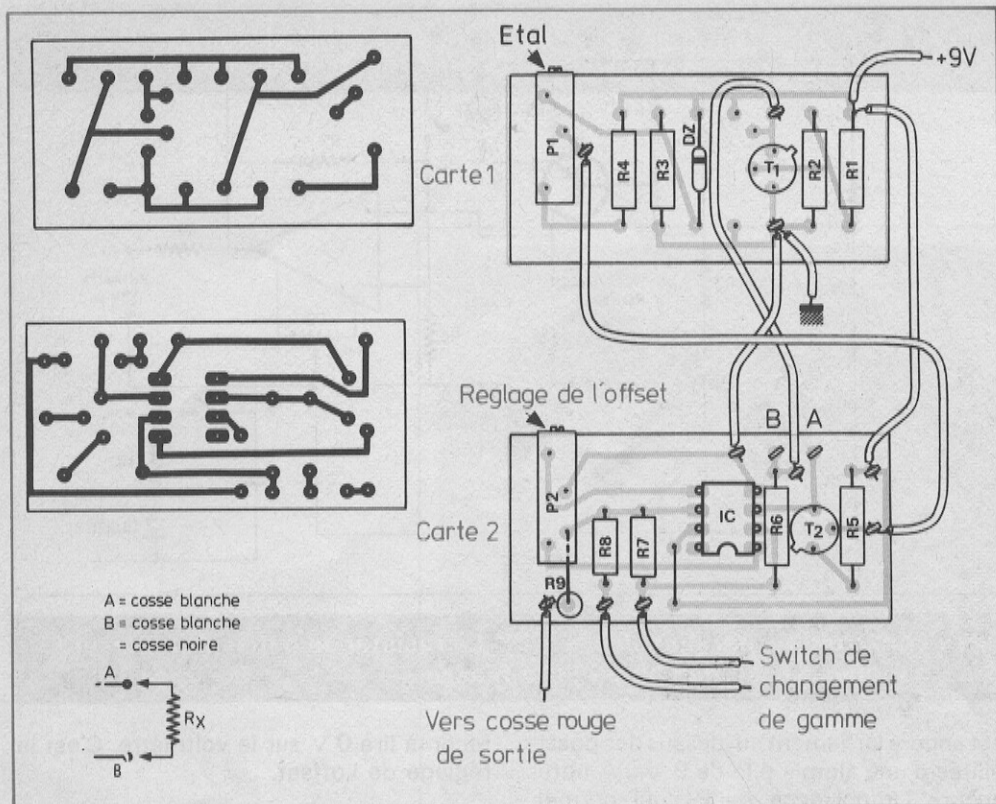 Etal
+9V
P1
R4
R3
DZ
T1
R2
R1
Carte 1
Reglage de l'offset
B A
P2
IC
R6
T2
R5
Carte 2
R8
R7
R9
A = cosse blanche
B = cosse blanche
= cosse noire
A
RX
B
Switch de
changement
de gamme
Vers cosse rouge
de sortie